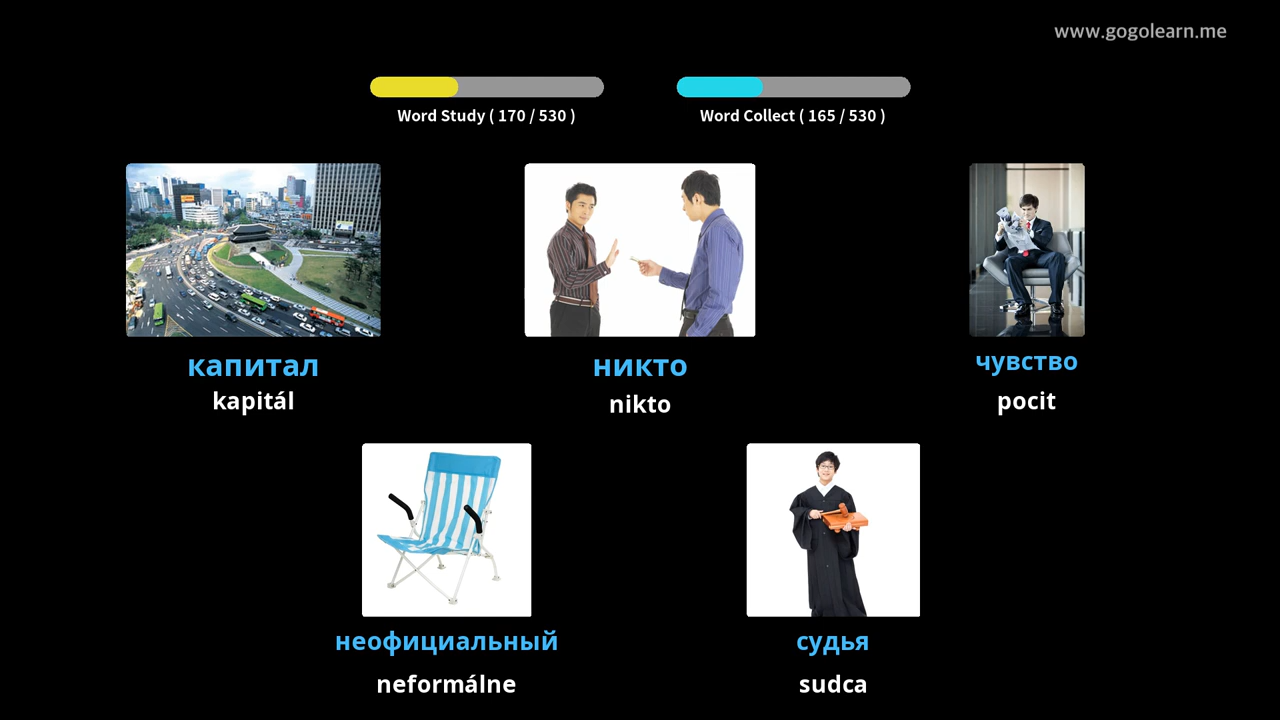 www.gogolearn.me
Word Study ( 170 / 530 )
Word Collect ( 165 / 530 )
капитал
kapitál
никто
nikto
чувство
pocit
неофициальный
neformálne
судья
sudca